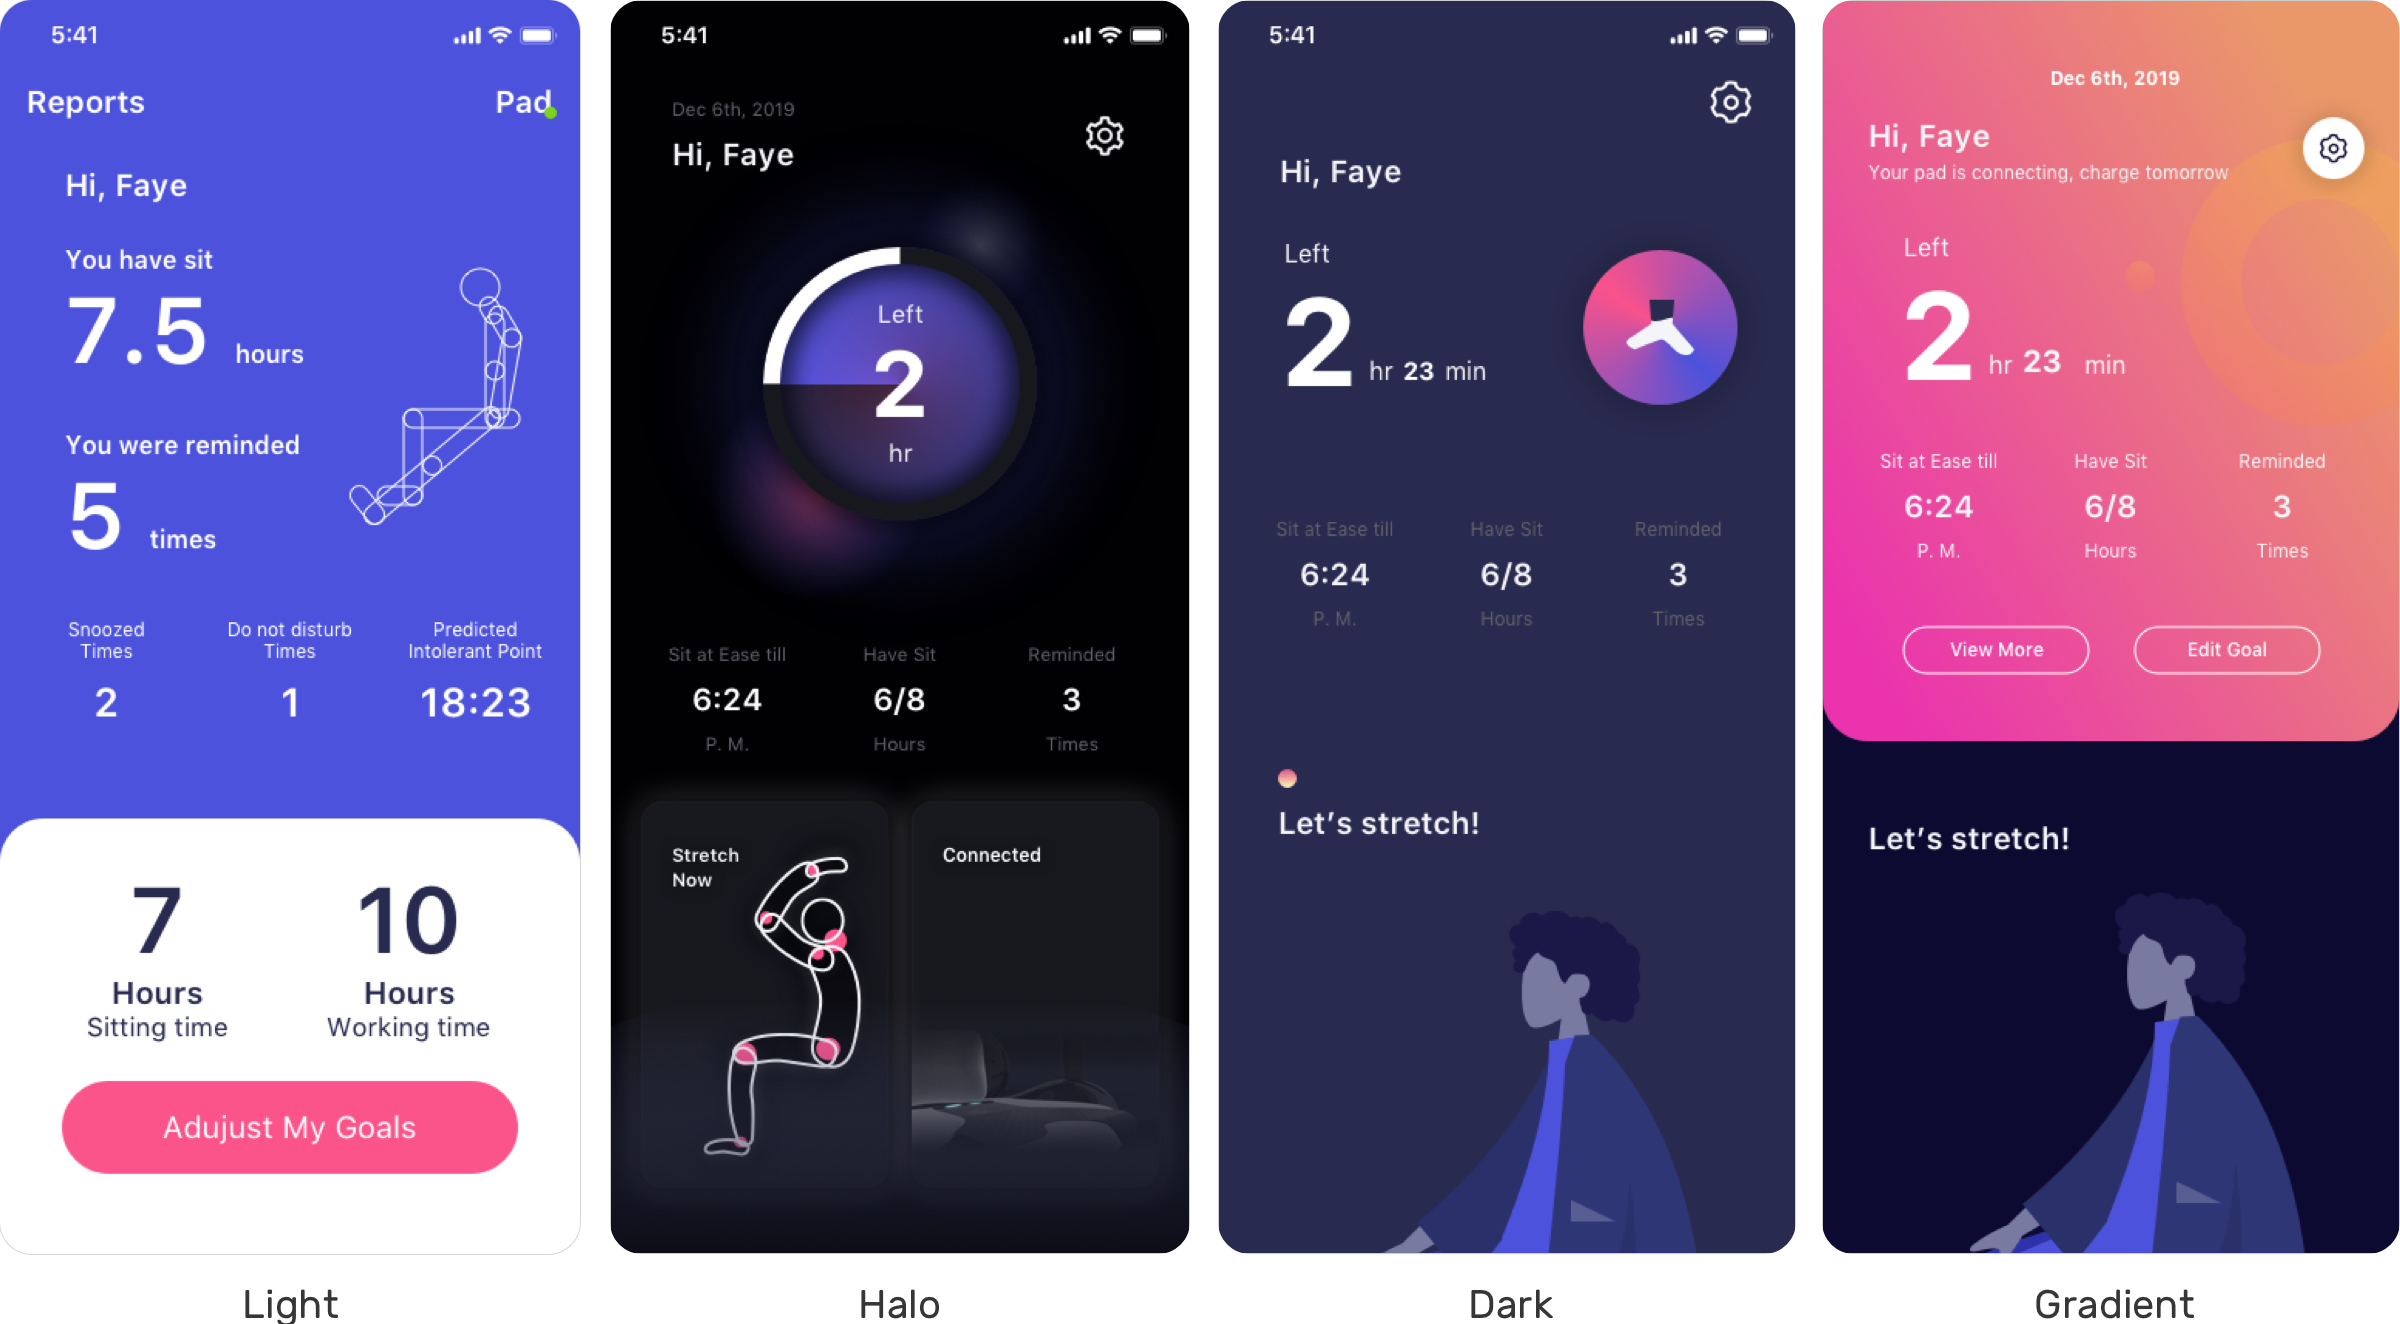 5:41
Reports Pad
Hi, Faye
You have sit
7.5 hours
You were reminded
5 times
Snoozed Times
Do not disturb Times
Predicted Intolerant Point
2 1 18:23
7 10
Hours Hours
Sitting time Working time
Adujust My Goals
Light
5:41
Dec 6th, 2019
Hi, Faye
Left
2
hr
Sit at Ease till Have Sit Reminded
6:24 6/8 3
P. M. Hours Times
Stretch
Now
Connected
Halo
5:41
Hi, Faye
Left
2 hr 23 min
Sit at Ease till Have Sit Reminded
6:24 6/8 3
P. M. Hours Times
Let’s stretch!
Dark
Dec 6th, 2019
Hi, Faye
Your pad is connecting, charge tomorrow
Left
2 hr 23 min
Sit at Ease till Have Sit Reminded
6:24 6/8 3
P. M. Hours Times
View More Edit Goal
Let’s stretch!
Gradient